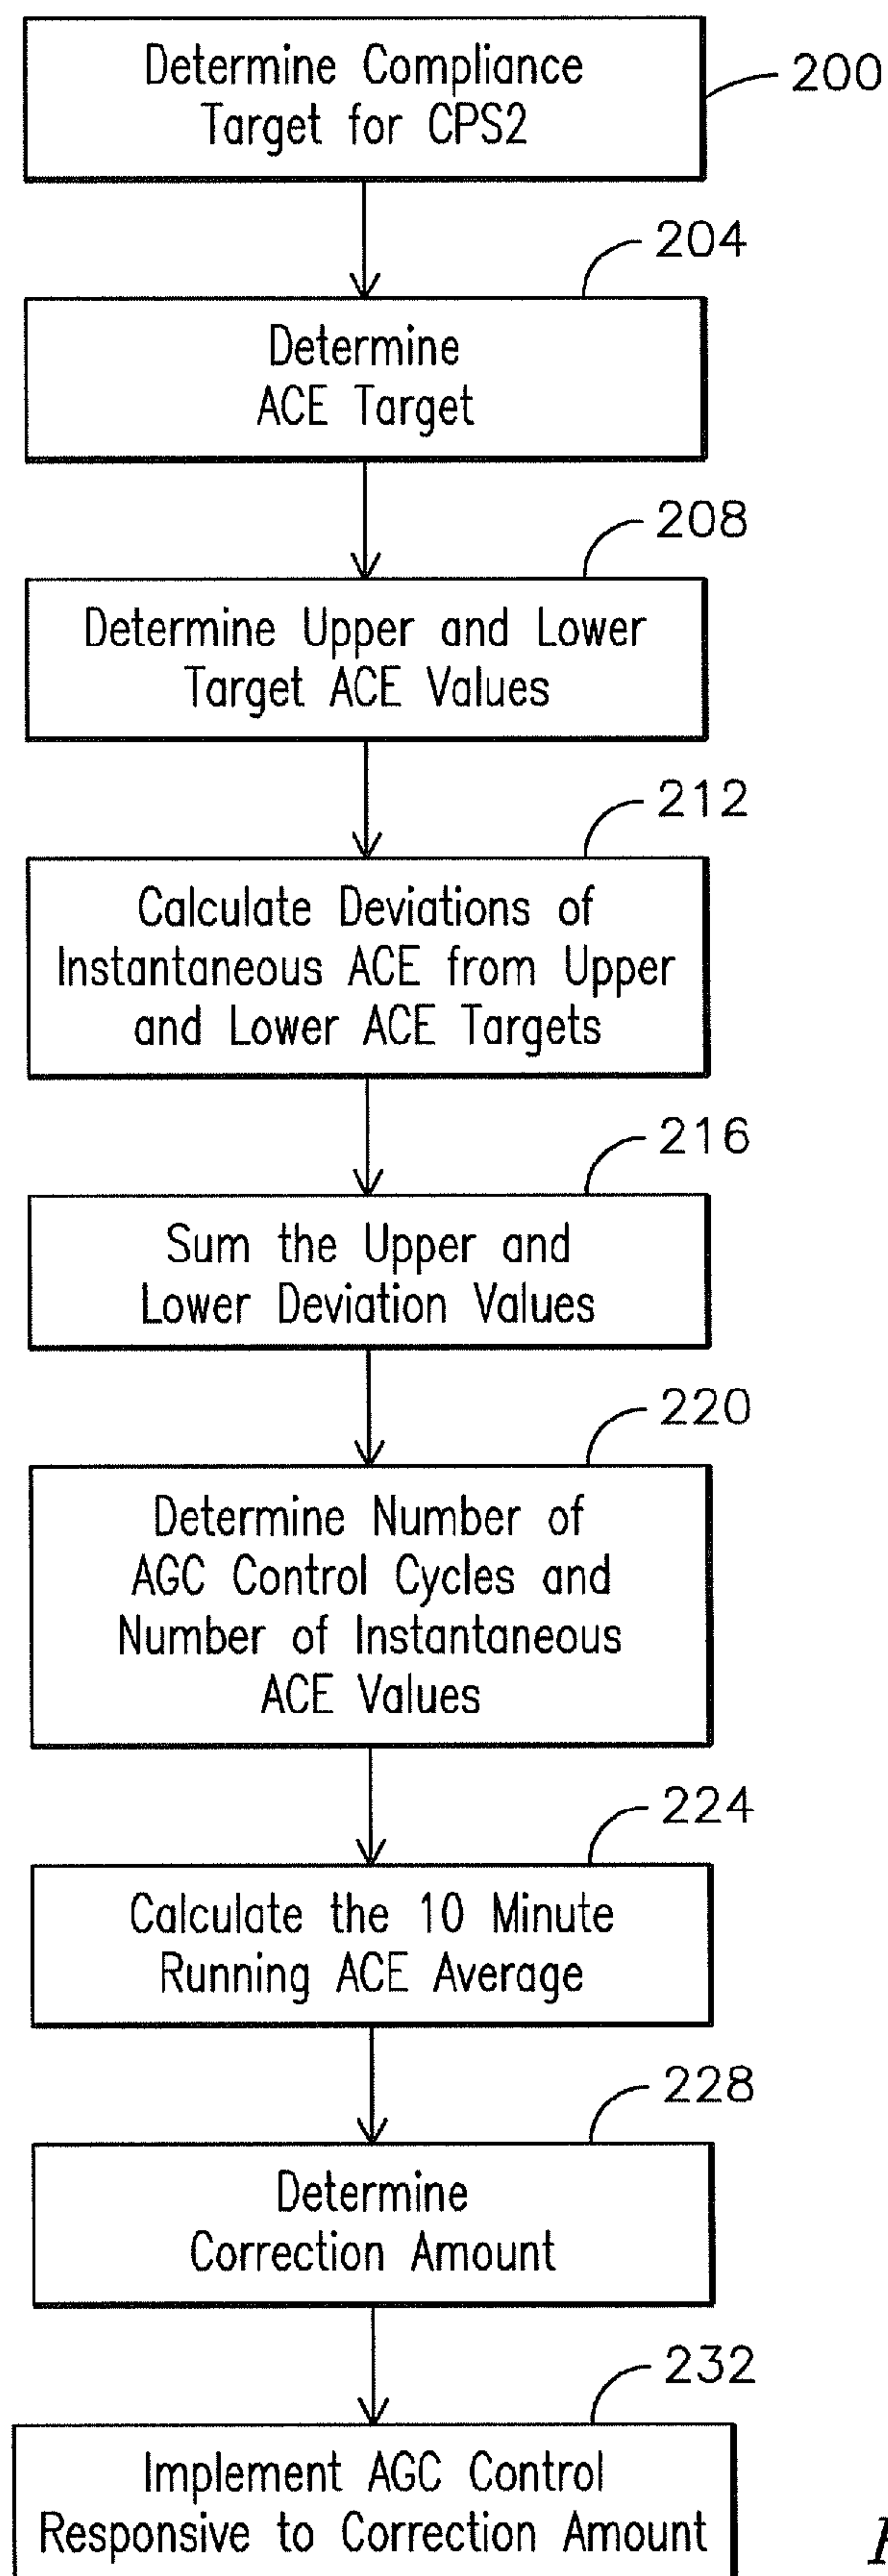 Determine Compliance
Target for CPS2
200
204
Determine
ACE Target
208
Determine Upper and Lower
Target ACE Values
212
Calculate Deviations of
Instantaneous ACE from Upper
and Lower ACE Targets
216
Sum the Upper and
Lower Deviation Values
220
Determine Number of
AGC Control Cycles and
Number of Instantaneous
ACE Values
224
Calculate the 10 Minute
Running ACE Average
228
Determine
Correction Amount
232
Implement AGC Control
Responsive to Correction Amount